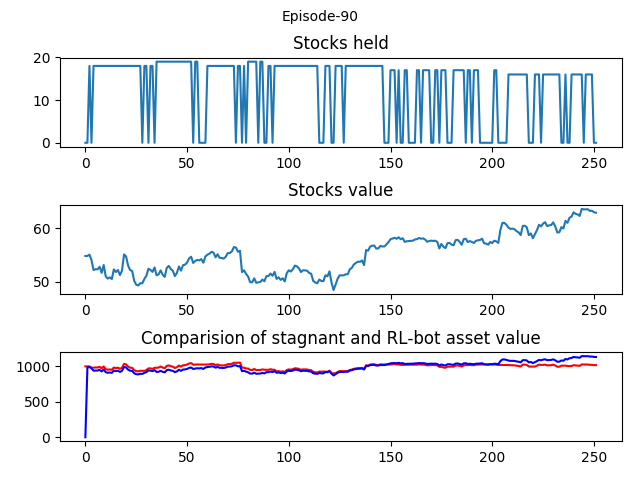 Episode-90
Stocks held
20
10
0
0 50 100 150 200 250
Stocks value
60
50
0 50 100 150 200 250
Comparision of stagnant and RL-bot asset value
1000
500
0
0 50 100 150 200 250